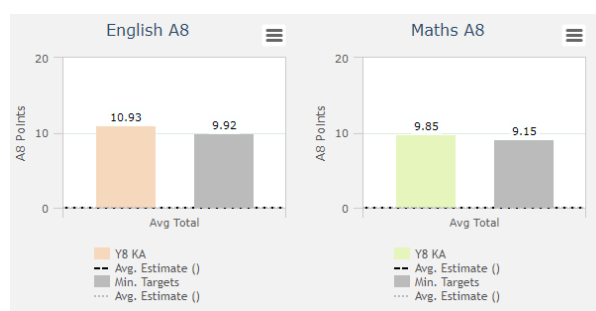 English A8
20
10
0
A8 Points
10.93
9.92
Avg Total
Y8 KA
Avg. Estimate ()
Min. Targets
Avg. Estimate ()
Maths A8
20
10
0
A8 Points
9.85
9.15
Avg Total
Y8 KA
Avg. Estimate ()
Min. Targets
Avg. Estimate ()